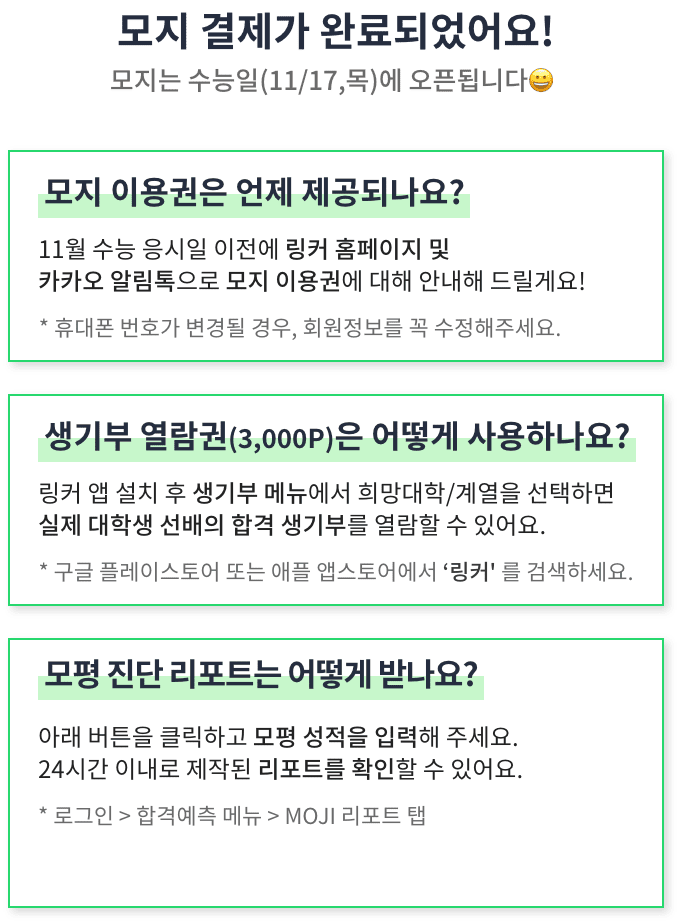 모지 결제가 완료되었어요!
모지는 수능일(11/17,목)에 오픈됩니다😀
모지 이용권은 언제 제공되나요?
11월 수능 응시일 이전에 링커 홈페이지 및
카카오 알림톡으로 모지 이용권에 대해 안내해 드릴게요!
* 휴대폰 번호가 변경될 경우, 회원정보를 꼭 수정해주세요.
생기부 열람권(3,000P)은 어떻게 사용하나요?
링커 앱 설치 후 생기부 메뉴에서 희망대학/계열을 선택하면
실제 대학생 선배의 합격 생기부를 열람할 수 있어요.
* 구글 플레이스토어 또는 애플 앱스토어에서 ‘링커' 를 검색하세요.
모평 진단 리포트는 어떻게 받나요?
아래 버튼을 클릭하고 모평 성적을 입력해 주세요.
24시간 이내로 제작된 리포트를 확인할 수 있어요.
* 로그인 > 합격예측 메뉴 > MOJI 리포트 탭